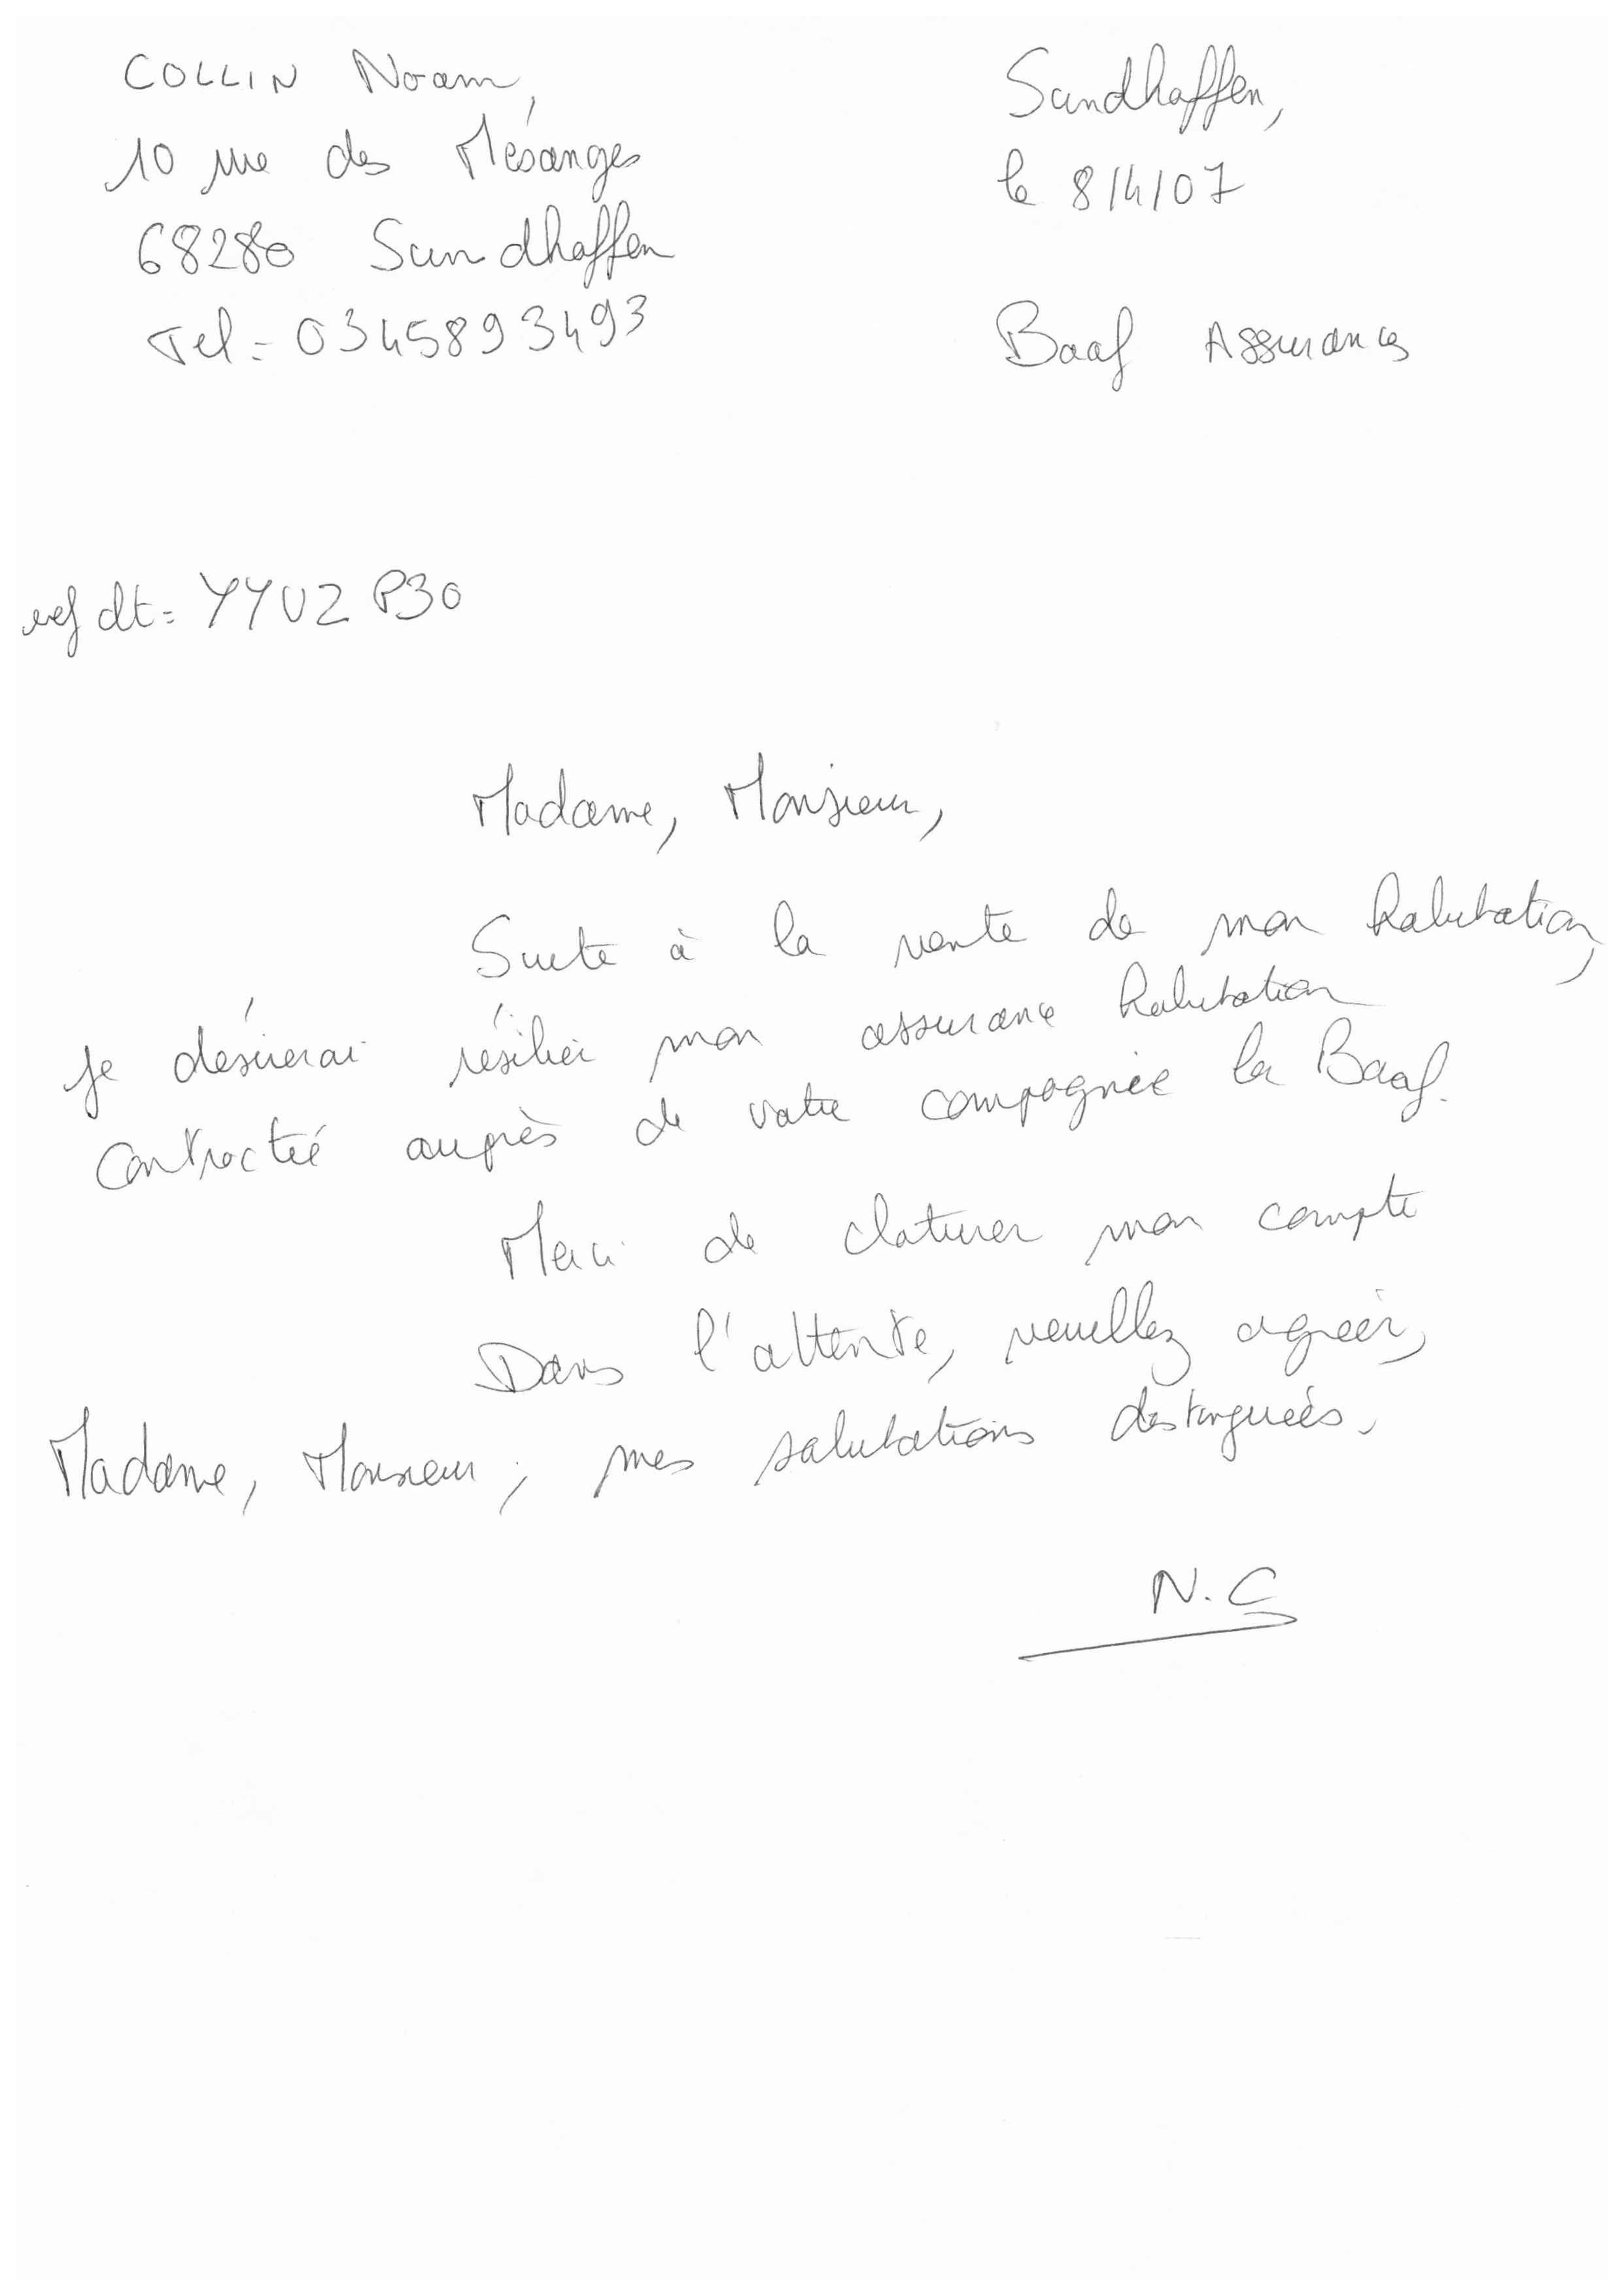 COLLIN Noam,
10 rue des Mésanges
68280 Sundhoffen
Tel = 0345893493
Sundhoffen,
le 8/4/07
Baaf Assurances
ref dt = YYUZ P30
Madame, Monsieur,
Suite à la vente de mon habitation,
je désirerai résilier mon assurance habitation
contractée auprès de votre compagnie la Baaf.
Merci de cloturer mon compte
Dans l'attente, veuillez agréer,
Madame, Monsieur, mes salutations distinguées.
N.C